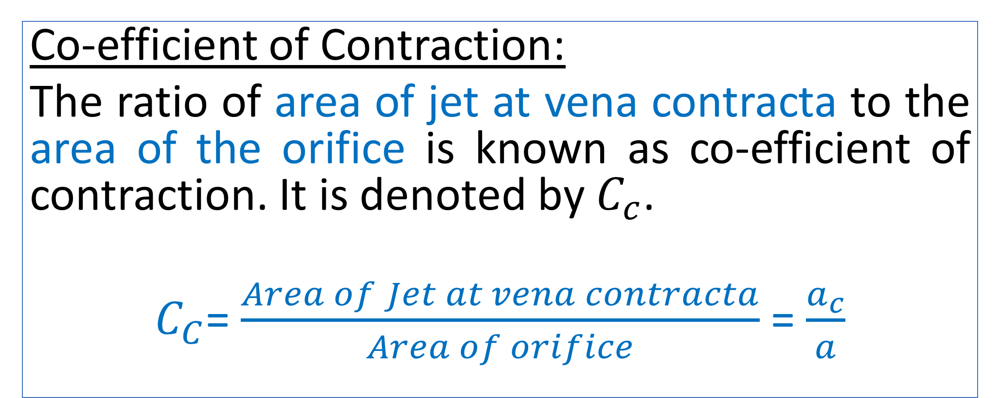 Co-efficient of Contraction:
The ratio of area of jet at vena contracta to the
area of the orifice is known as co-efficient of
contraction. It is denoted by C_c.
C_C = Area of Jet at vena contracta / Area of orifice = a_c / a